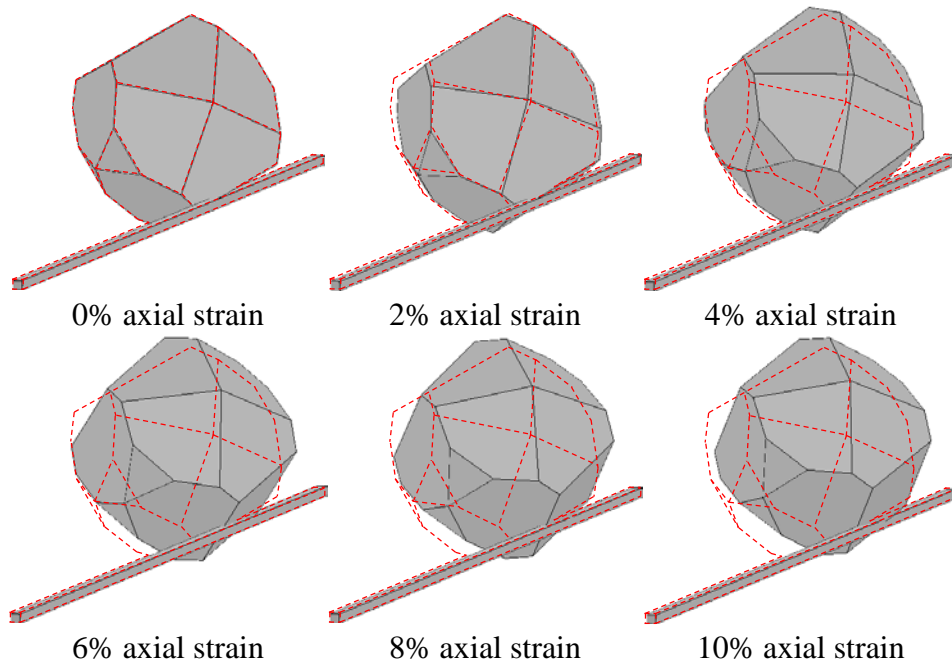 0% axial strain
2% axial strain
4% axial strain
6% axial strain
8% axial strain
10% axial strain